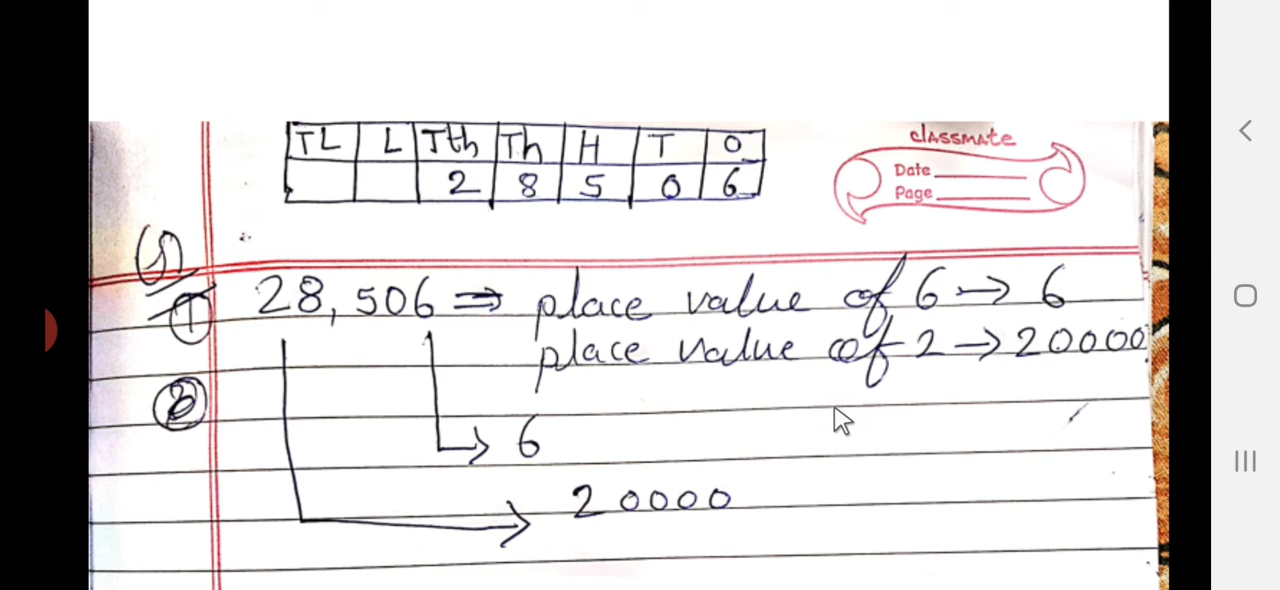 TL L Tth Th H T O
2 8 5 0 6
classmate
Date
Page
5)
1 28,506 ⇒ place value of 6 → 6
place value of 2 → 20000
→ 6
→ 20000